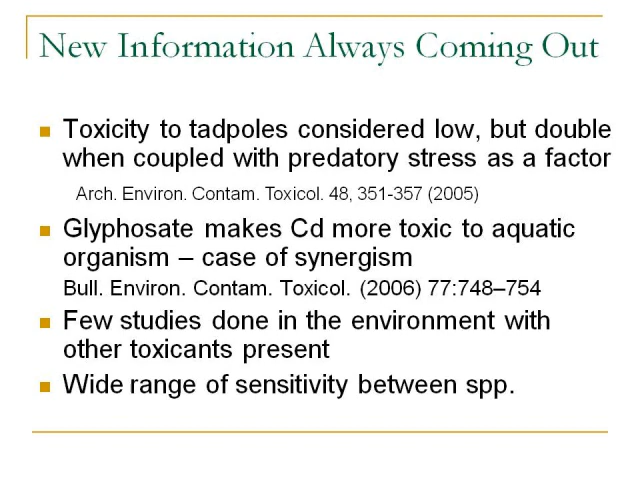 New Information Always Coming Out
Toxicity to tadpoles considered low, but double
when coupled with predatory stress as a factor
Arch. Environ. Contam. Toxicol. 48, 351-357 (2005)
Glyphosate makes Cd more toxic to aquatic
organism – case of synergism
Bull. Environ. Contam. Toxicol. (2006) 77:748–754
Few studies done in the environment with
other toxicants present
Wide range of sensitivity between spp.